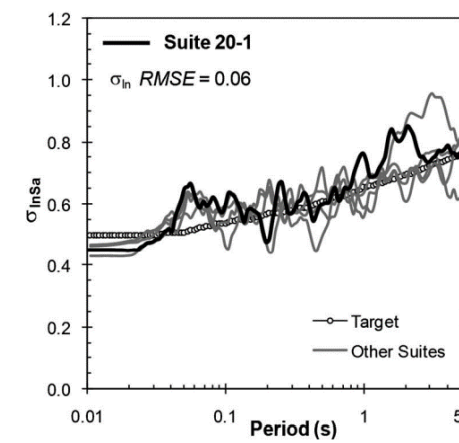 1.2
Suite 20-1
σln RMSE = 0.06
1.0
0.8
σlnSa
0.6
0.4
0.2
Target
Other Suites
0.0
0.01 0.1 1 5
Period (s)